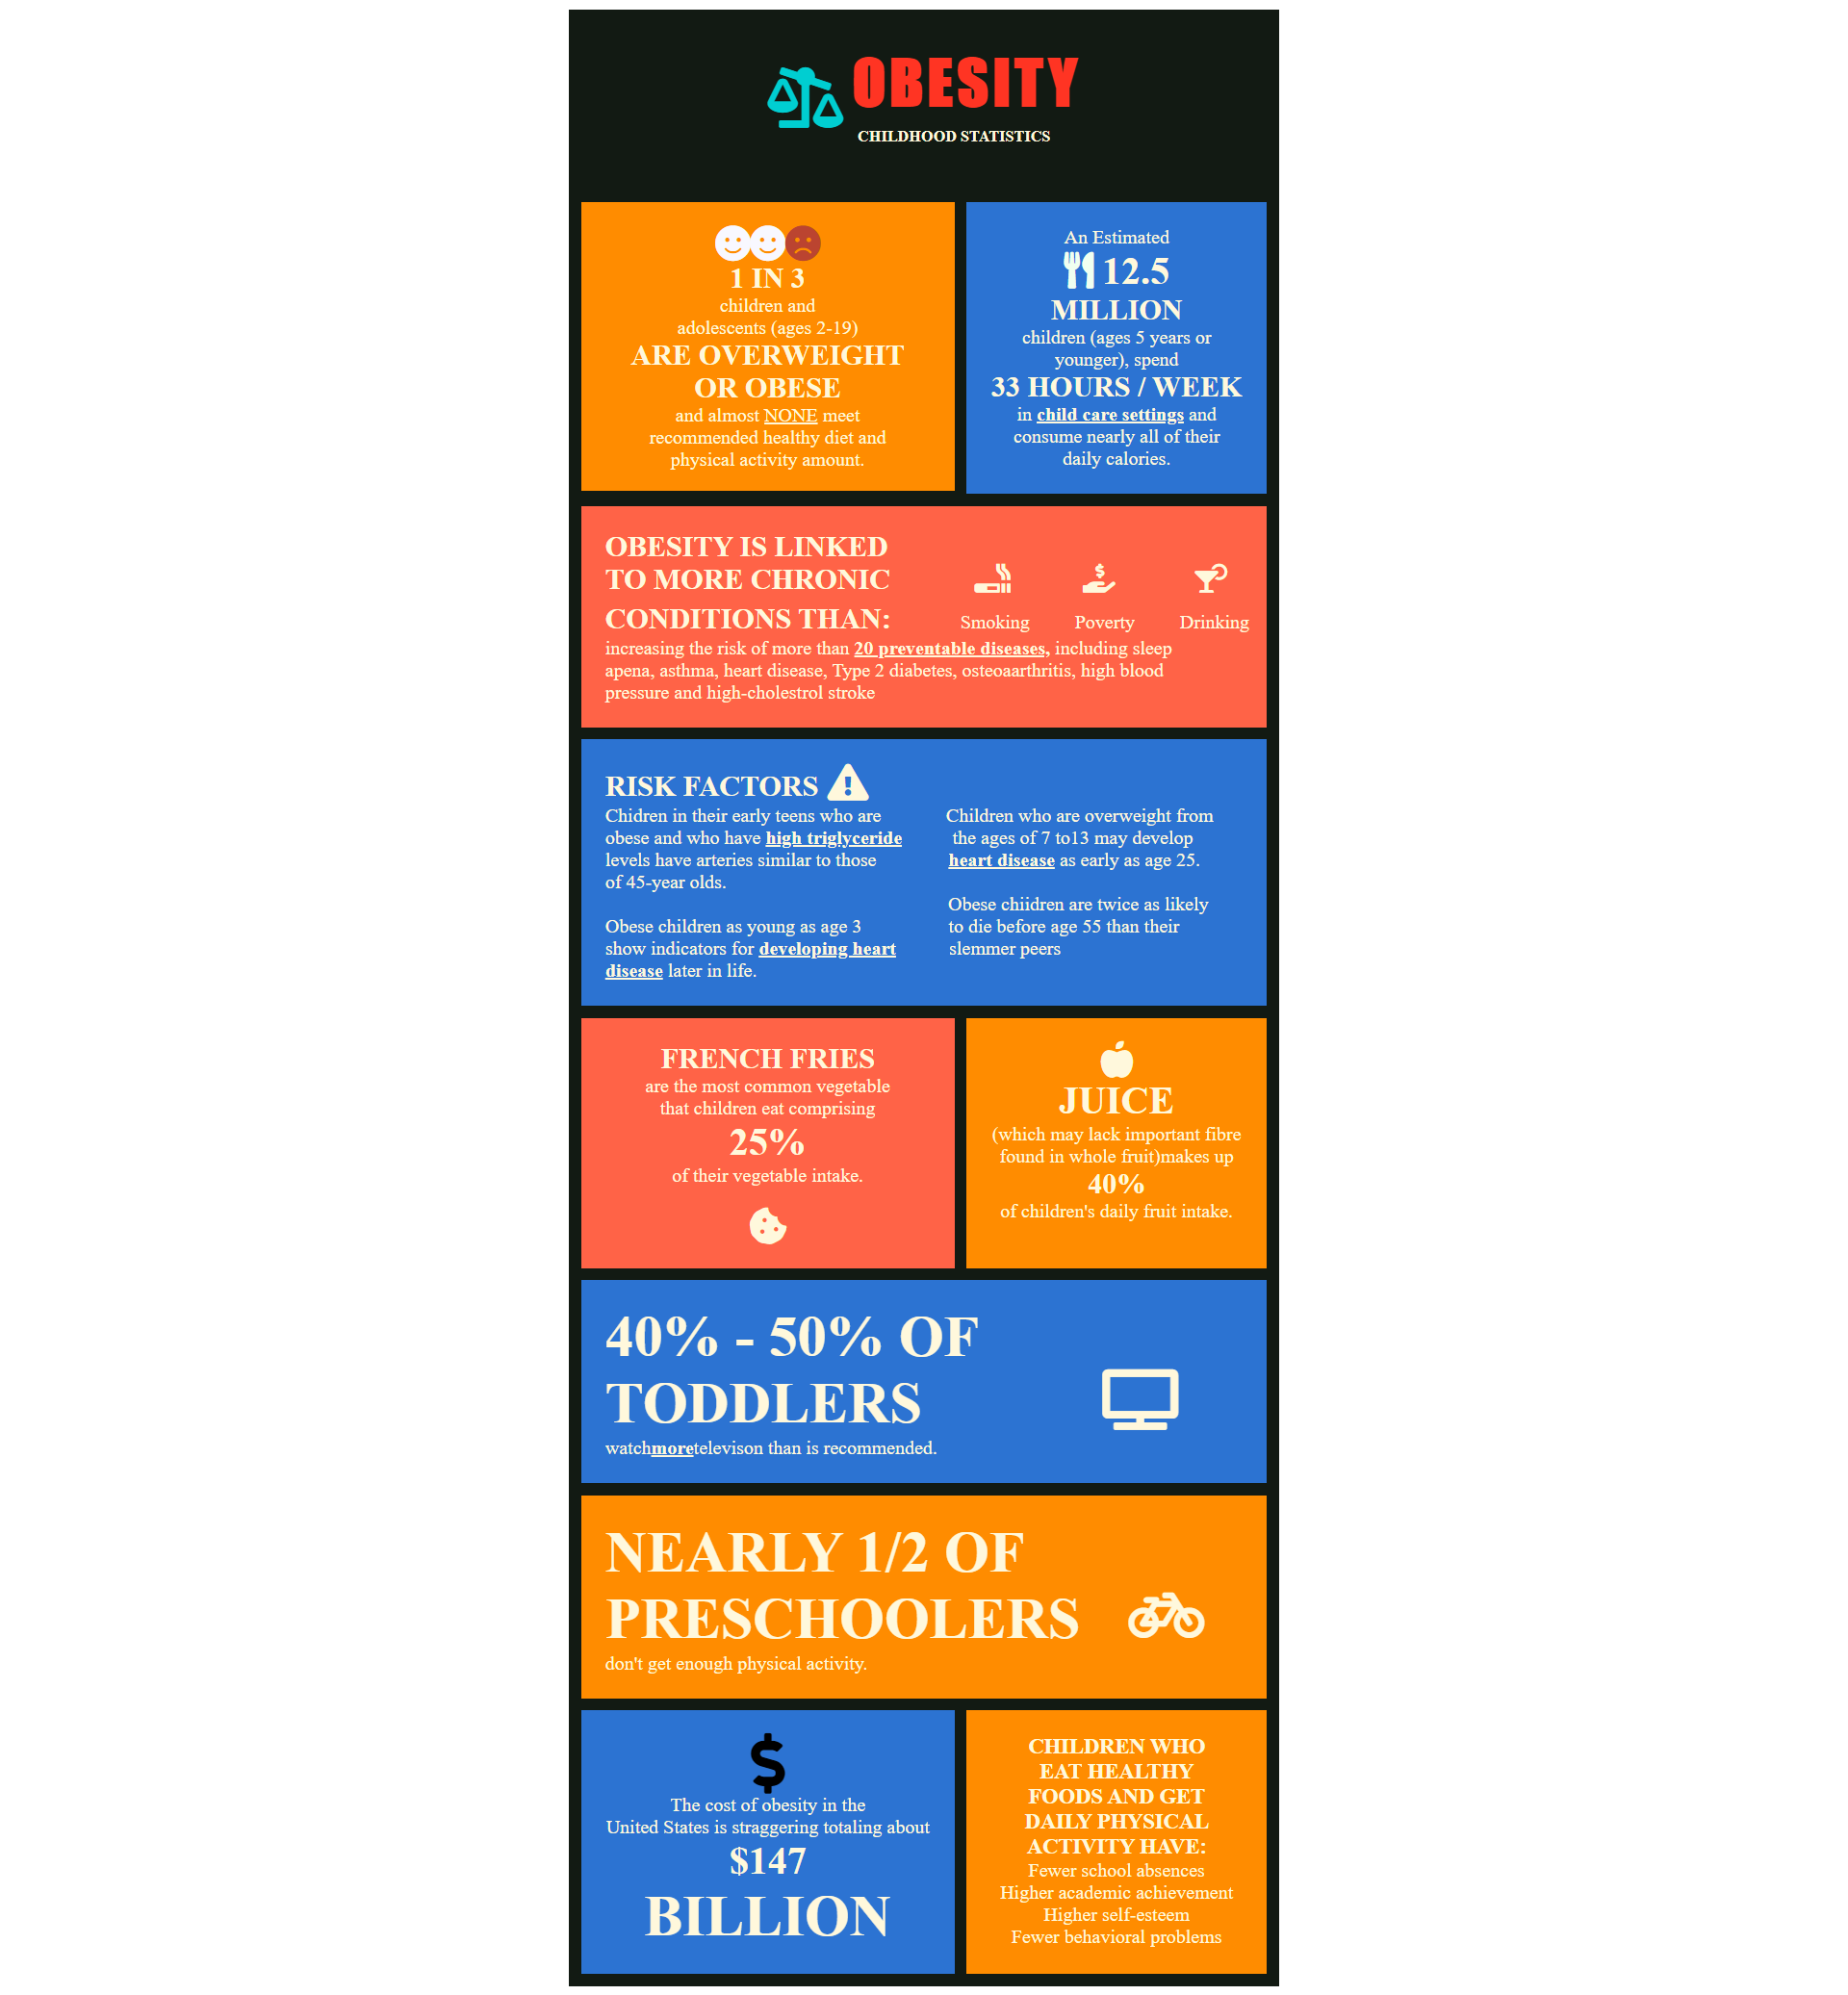 OBESITY
CHILDHOOD STATISTICS
1 IN 3
children and
adolescents (ages 2-19)
ARE OVERWEIGHT
OR OBESE
and almost NONE meet
recommended healthy diet and
physical activity amount.
An Estimated
12.5
MILLION
children (ages 5 years or
younger), spend
33 HOURS / WEEK
in child care settings and
consume nearly all of their
daily calories.
OBESITY IS LINKED
TO MORE CHRONIC
CONDITIONS THAN:
Smoking
Poverty
Drinking
increasing the risk of more than 20 preventable diseases, including sleep
apena, asthma, heart disease, Type 2 diabetes, osteoaarthritis, high blood
pressure and high-cholestrol stroke
RISK FACTORS
Chidren in their early teens who are
obese and who have high triglyceride
levels have arteries similar to those
of 45-year olds.
Obese children as young as age 3
show indicators for developing heart
disease later in life.
Children who are overweight from
the ages of 7 to13 may develop
heart disease as early as age 25.
Obese chiidren are twice as likely
to die before age 55 than their
slemmer peers
FRENCH FRIES
are the most common vegetable
that children eat comprising
25%
of their vegetable intake.
JUICE
(which may lack important fibre
found in whole fruit)makes up
40%
of children's daily fruit intake.
40% - 50% OF
TODDLERS
watchmoretelevison than is recommended.
NEARLY 1/2 OF
PRESCHOOLERS
don't get enough physical activity.
$
The cost of obesity in the
United States is straggering totaling about
$147
BILLION
CHILDREN WHO
EAT HEALTHY
FOODS AND GET
DAILY PHYSICAL
ACTIVITY HAVE:
Fewer school absences
Higher academic achievement
Higher self-esteem
Fewer behavioral problems